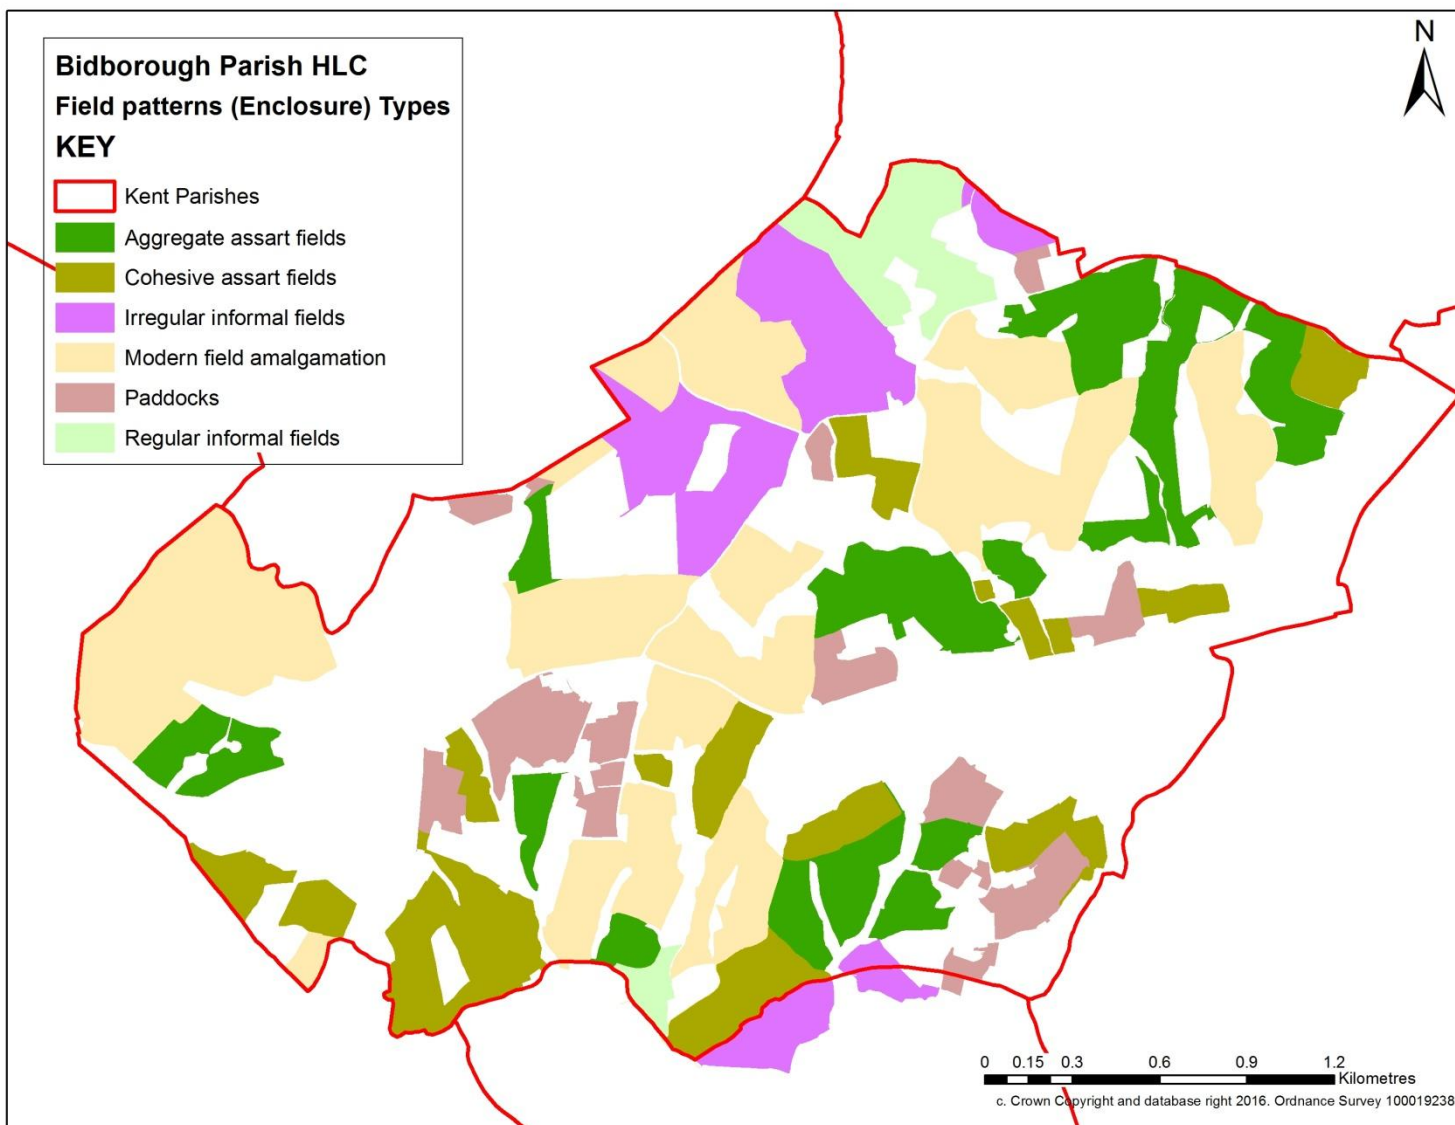 Bidborough Parish HLC
Field patterns (Enclosure) Types
KEY
Kent Parishes
Aggregate assart fields
Cohesive assart fields
Irregular informal fields
Modern field amalgamation
Paddocks
Regular informal fields
N
0 0.15 0.3 0.6 0.9 1.2
Kilometres
c. Crown Copyright and database right 2016. Ordnance Survey 100019238